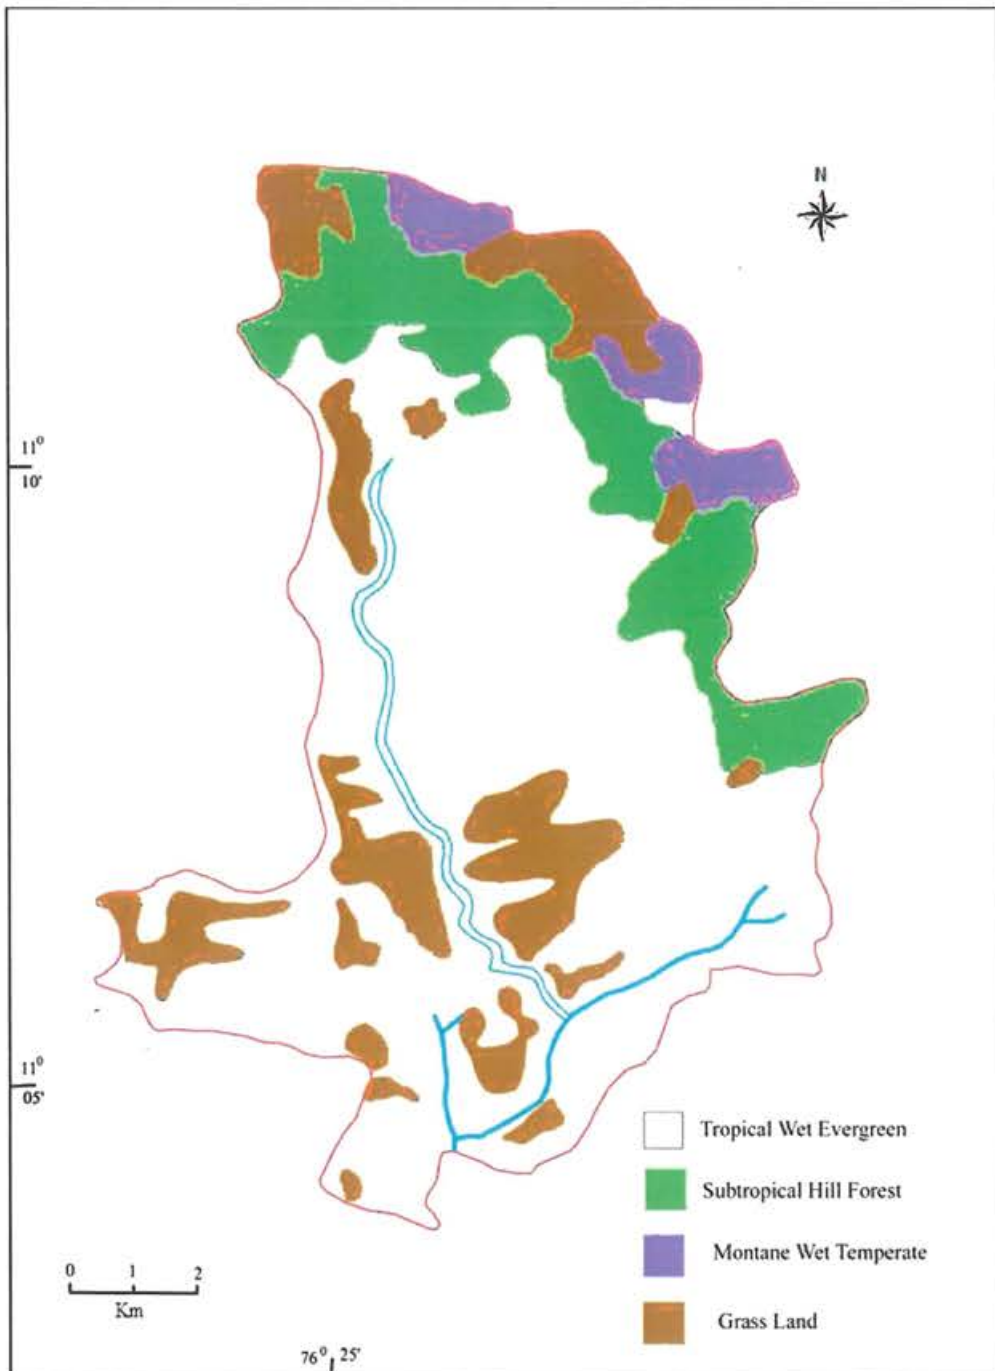 N
11°
10'
11°
05'
Tropical Wet Evergreen
Subtropical Hill Forest
Montane Wet Temperate
Grass Land
0 1 2
Km
76° 25'